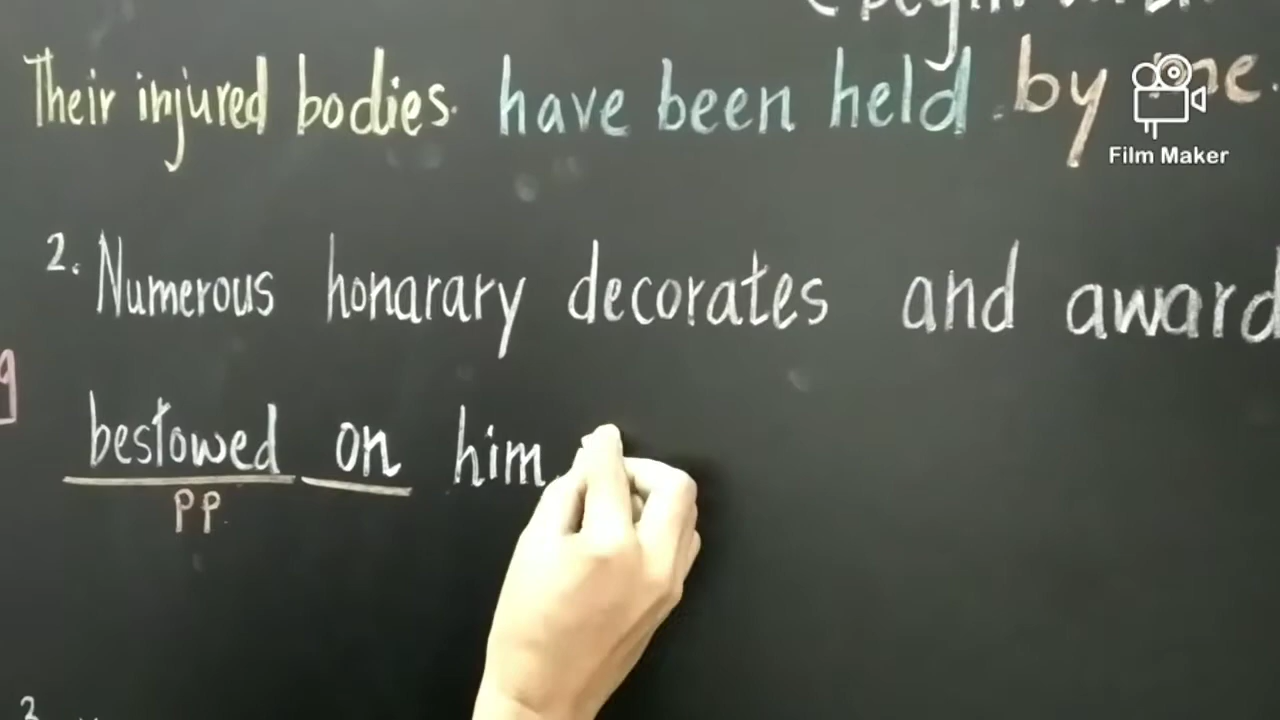 Their injured bodies have been held by me.
Film Maker
2. Numerous honarary decorates and award
bestowed on him
PP
3